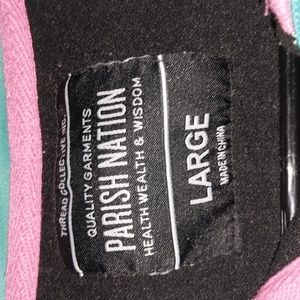 THREAD COLLECTIVE INC.
QUALITY GARMENTS
PARISH NATION
HEALTH WEALTH & WISDOM
LARGE
MADE IN CHINA